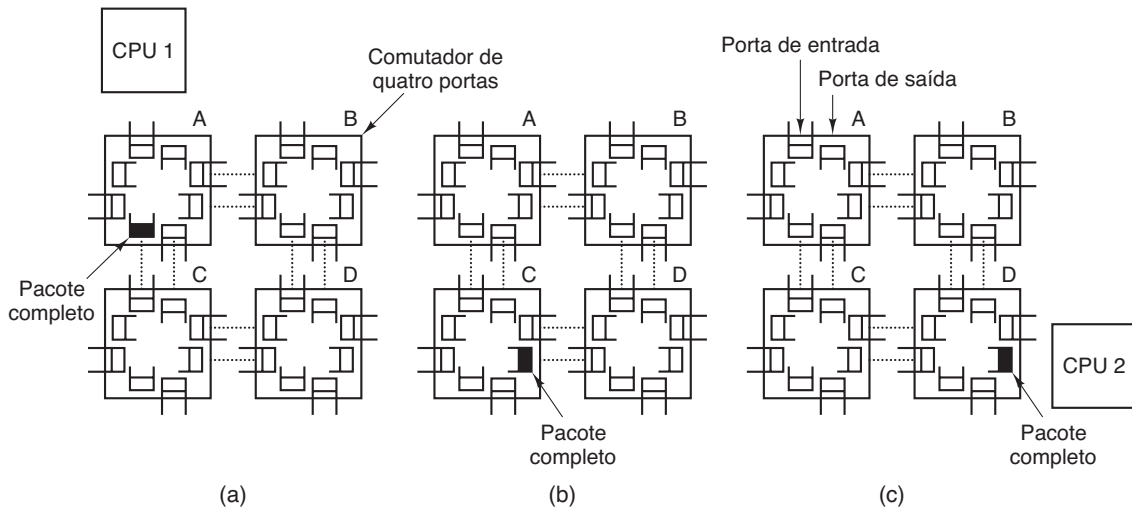 CPU 1
Comutador de
quatro portas
Porta de entrada
Porta de saída
A
B
A
B
A
B
Pacote
completo
C
D
C
D
C
D
CPU 2
Pacote
completo
Pacote
completo
(a)
(b)
(c)